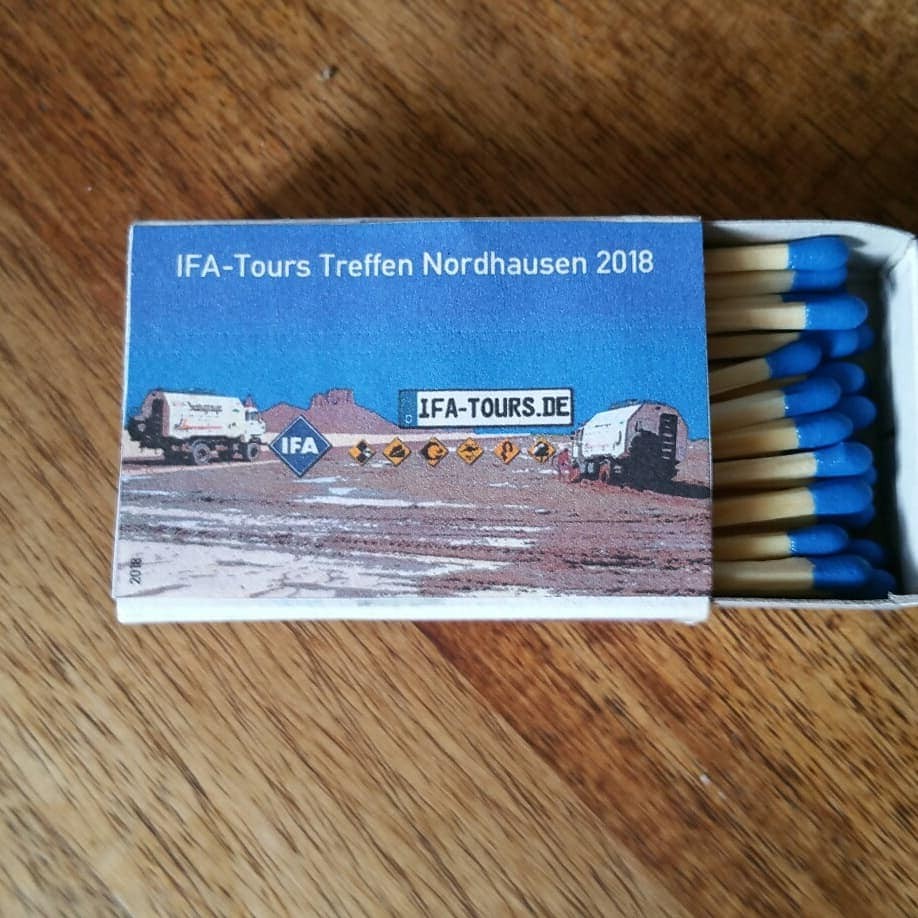 IFA-Tours Treffen Nordhausen 2018
IFA-TOURS.DE
IFA
2018